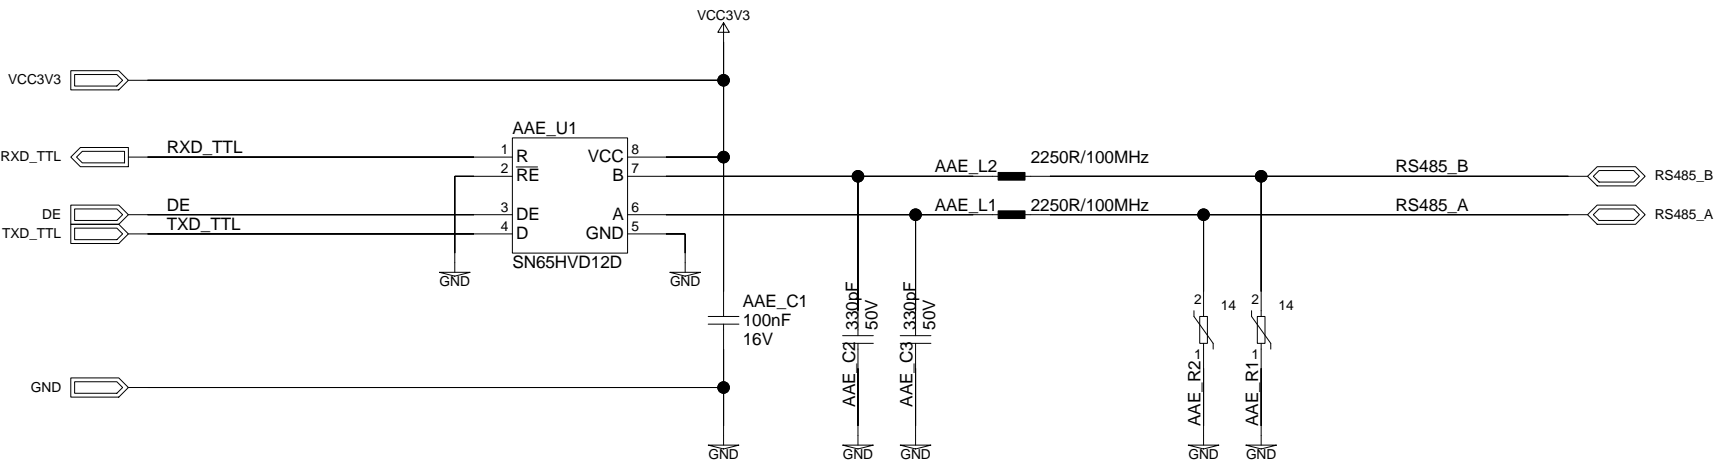 VCC3V3
VCC3V3
AAE_U1
RXD_TTL
RXD_TTL
1 R
VCC 8
2 RE
B 7
AAE_L2
2250R/100MHz
RS485_B
RS485_B
DE
DE
3 DE
A 6
AAE_L1
2250R/100MHz
RS485_A
RS485_A
TXD_TTL
TXD_TTL
4 D
GND 5
SN65HVD12D
GND
GND
AAE_C1
100nF
16V
AAE_C2 330pF
50V
AAE_C3 330pF
50V
2
14
2
14
AAE_R2 1
AAE_R1 1
GND
GND
GND
GND
GND
GND